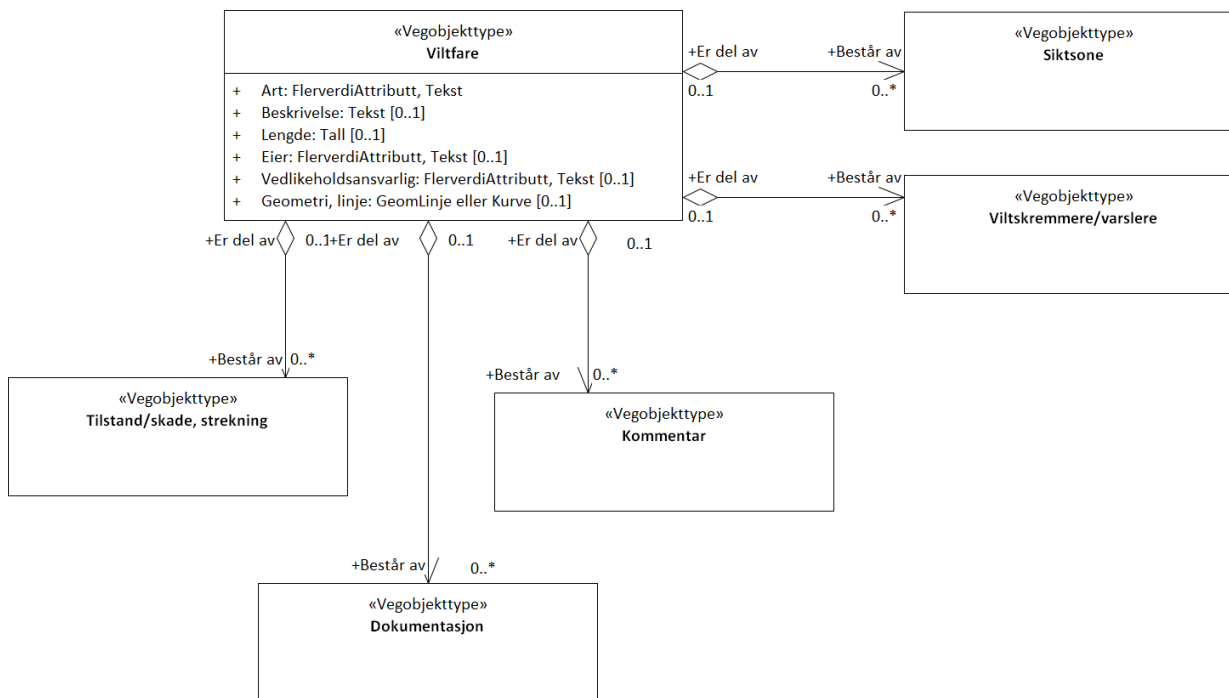 «Vegobjekttype»
Viltfare
+ Art: FlerverdiAttributt, Tekst
+ Beskrivelse: Tekst [0..1]
+ Lengde: Tall [0..1]
+ Eier: FlerverdiAttributt, Tekst [0..1]
+ Vedlikeholdsansvarlig: FlerverdiAttributt, Tekst [0..1]
+ Geometri, linje: GeomLinje eller Kurve [0..1]
+Er del av
0..1
+Består av
0..*
«Vegobjekttype»
Siktsone
+Er del av
0..1
+Består av
0..*
«Vegobjekttype»
Viltskremmere/varslere
+Er del av
0..1
+Er del av
0..1
+Er del av
0..1
+Består av 0..*
«Vegobjekttype»
Tilstand/skade, strekning
+Består av
0..*
«Vegobjekttype»
Kommentar
+Består av
0..*
«Vegobjekttype»
Dokumentasjon